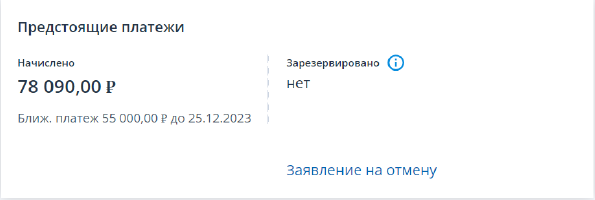 Предстоящие платежи
Начислено
78 090,00 ₽
Ближ. платеж 55 000,00 ₽ до 25.12.2023
Зарезервировано
нет
Заявление на отмену